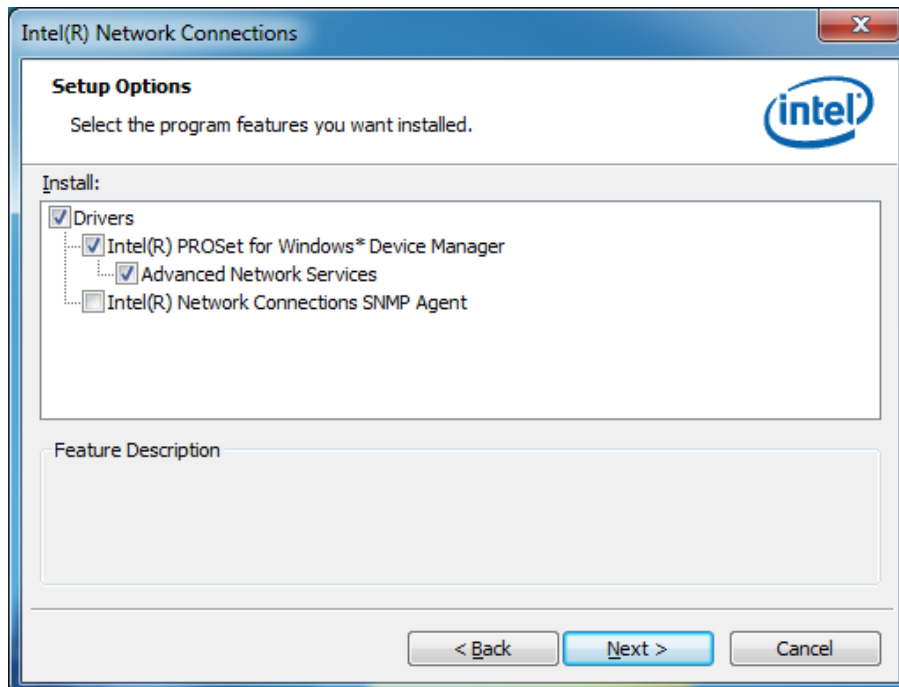 Intel(R) Network Connections
Setup Options
Select the program features you want installed.
intel
Install:
Drivers
Intel(R) PROSet for Windows* Device Manager
Advanced Network Services
Intel(R) Network Connections SNMP Agent
Feature Description
< Back Next > Cancel